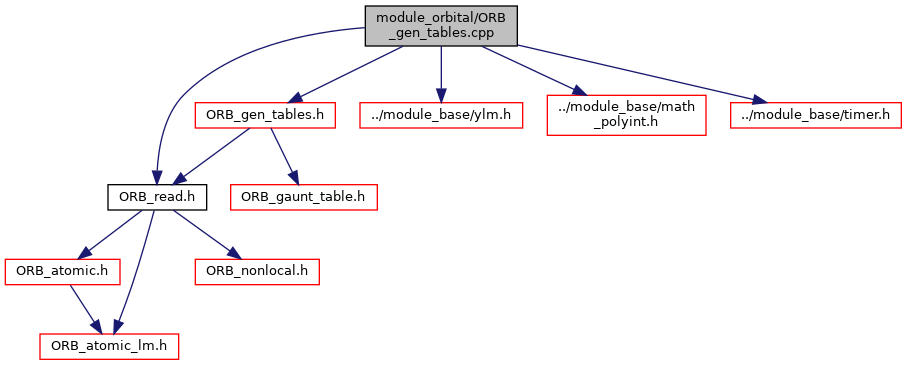 module_orbital/ORB
_gen_tables.cpp
ORB_gen_tables.h
../module_base/ylm.h
../module_base/math
_polyint.h
../module_base/timer.h
ORB_read.h
ORB_gaunt_table.h
ORB_atomic.h
ORB_nonlocal.h
ORB_atomic_lm.h